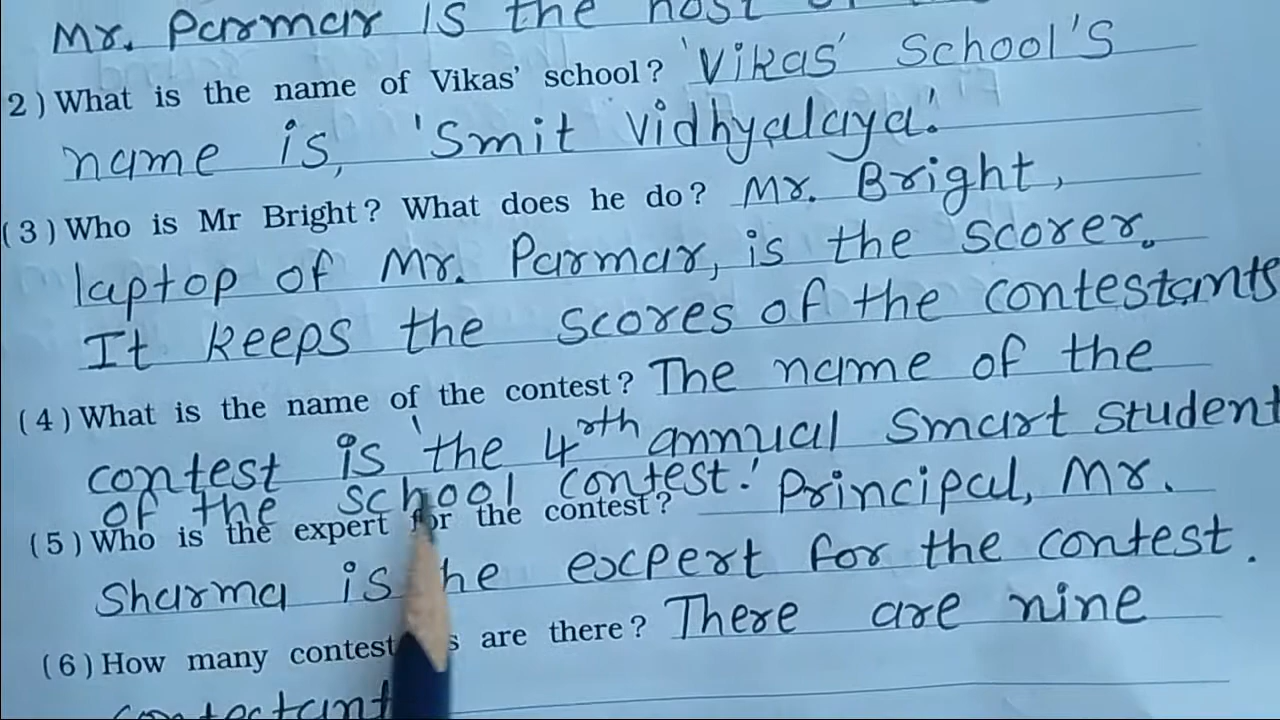 Mr. Parmar is the host
2) What is the name of Vikas' school? 'Vikas' School's
name is, 'Smit Vidhyalaya.'
(3) Who is Mr Bright? What does he do? Mr. Bright,
laptop of Mr. Parmar, is the scorer.
It keeps the scores of the contestants
(4) What is the name of the contest? The name of the
contest is 'the 4rth annual Smart Student
of the school contest.'
(5) Who is the expert for the contest? Principal, Mr.
Sharma is the expert for the contest.
(6) How many contestants are there? There are nine
contestant